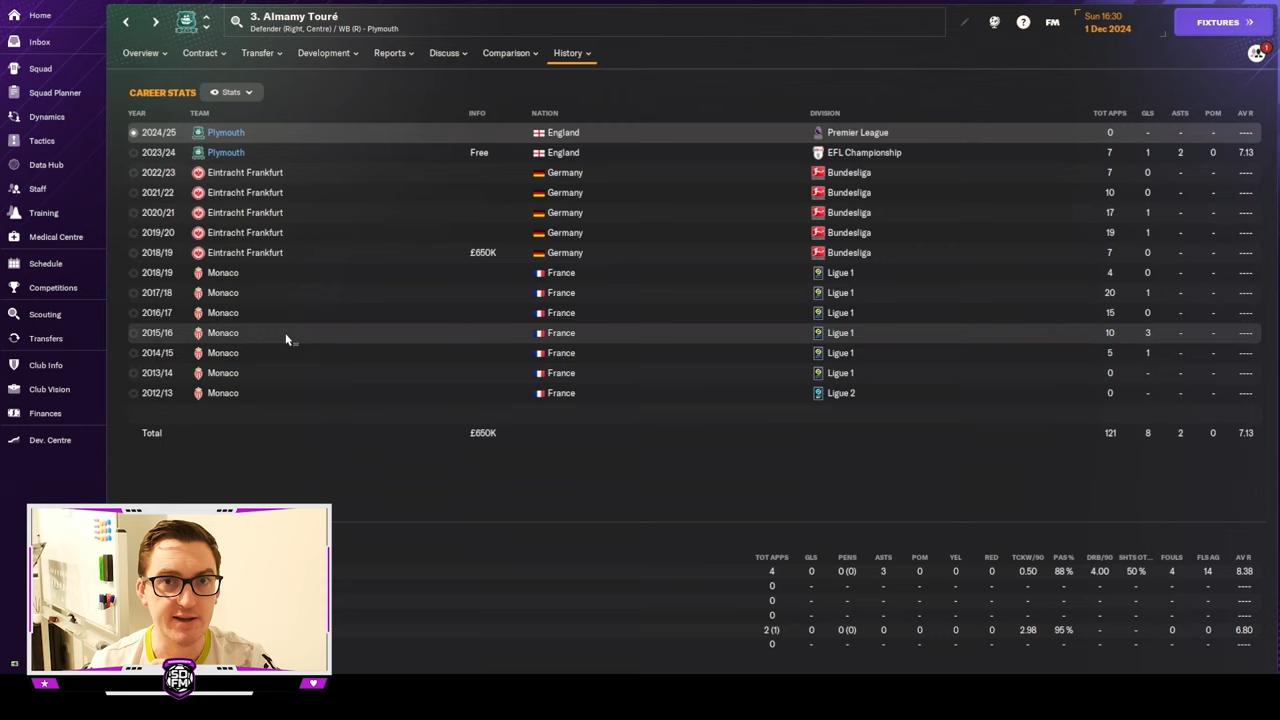 Home
Inbox
Squad
Squad Planner
Dynamics
Tactics
Data Hub
Staff
Training
Medical Centre
Schedule
Competitions
Scouting
Transfers
Club Info
Club Vision
Finances
Dev. Centre
3. Almamy Touré
Defender (Right, Centre) / WB (R) - Plymouth
FM
Sun 16:30
1 Dec 2024
FIXTURES
1
Overview Contract Transfer Development Reports Discuss Comparison History
CAREER STATS Stats
YEAR TEAM INFO NATION DIVISION TOT APPS GLS ASTS POM AV R
2024/25 Plymouth England Premier League 0 - - - ----
2023/24 Plymouth Free England EFL Championship 7 1 2 0 7.13
2022/23 Eintracht Frankfurt Germany Bundesliga 7 0 - - ----
2021/22 Eintracht Frankfurt Germany Bundesliga 10 0 - - ----
2020/21 Eintracht Frankfurt Germany Bundesliga 17 1 - - ----
2019/20 Eintracht Frankfurt Germany Bundesliga 19 1 - - ----
2018/19 Eintracht Frankfurt £650K Germany Bundesliga 7 0 - - ----
2018/19 Monaco France Ligue 1 4 0 - - ----
2017/18 Monaco France Ligue 1 20 1 - - ----
2016/17 Monaco France Ligue 1 15 0 - - ----
2015/16 Monaco France Ligue 1 10 3 - - ----
2014/15 Monaco France Ligue 1 5 1 - - ----
2013/14 Monaco France Ligue 1 0 - - - ----
2012/13 Monaco France Ligue 2 0 - - - ----
Total £650K 121 8 2 0 7.13
TOT APPS GLS PENS ASTS POM YEL RED TCKW/90 PAS % DRB/90 SHTS OT... FOULS FLS AG AV R
4 0 0 (0) 3 0 0 0 0.50 88 % 4.00 50 % 4 14 8.38
0 - - - - - - - - - - - - ----
0 - - - - - - - - - - - - ----
0 - - - - - - - - - - - - ----
2 (1) 0 0 (0) 0 0 0 0 2.98 95 % - - 0 0 6.80
0 - - - - - - - - - - - - ----
SD
FM